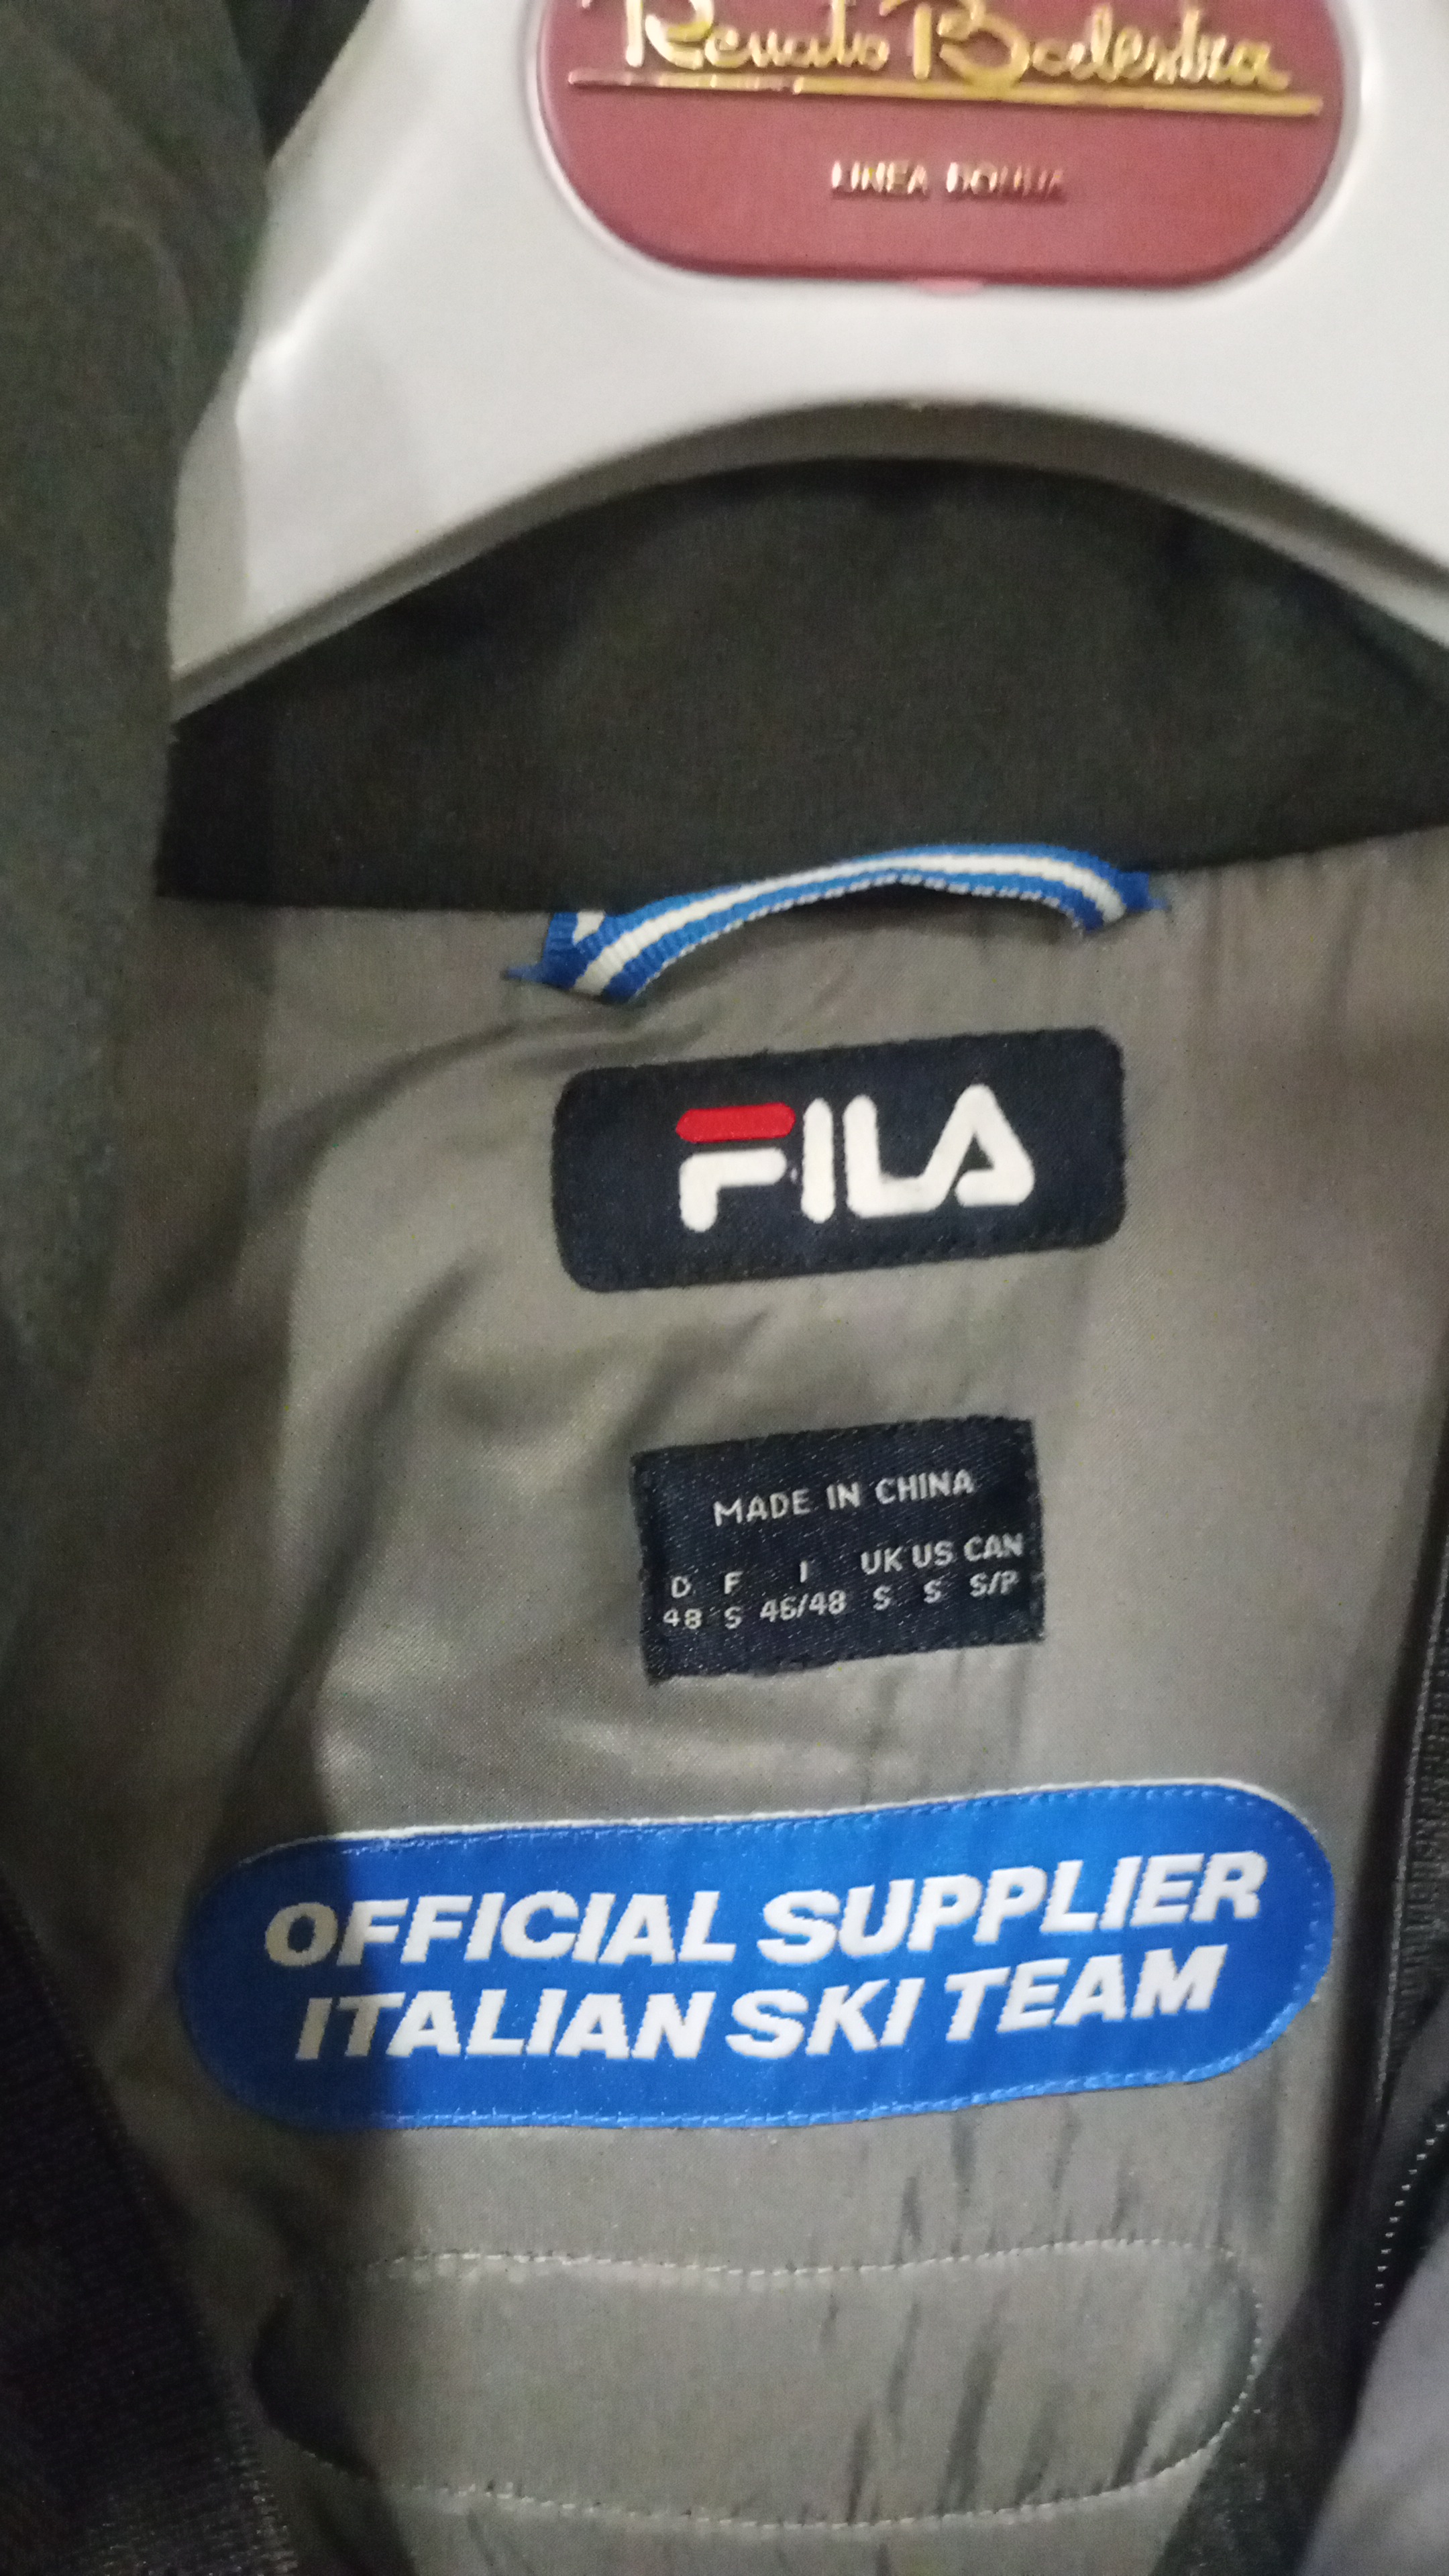 Renato Balestra
LINEA DONNA
FILA
MADE IN CHINA
D F I UK US CAN
48 S 46/48 S S S/P
OFFICIAL SUPPLIER
ITALIAN SKI TEAM